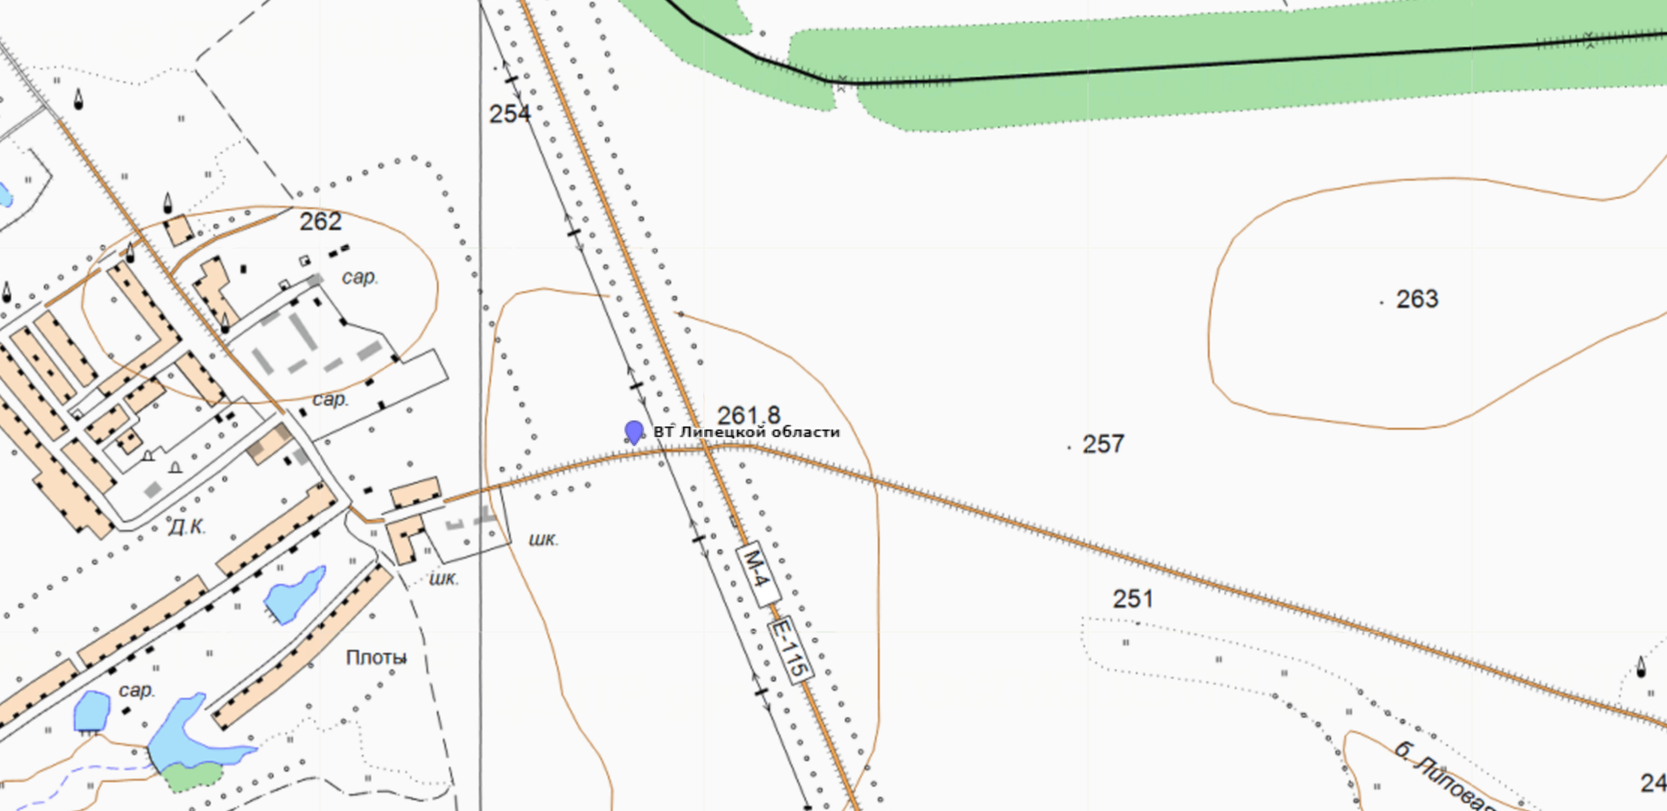 254
262
сар.
263
сар.
261.8
ВТ Липецкой области
257
Д.К.
шк.
шк.
М-4
251
Е-115
Плоты
сар.
б. Липовая
24